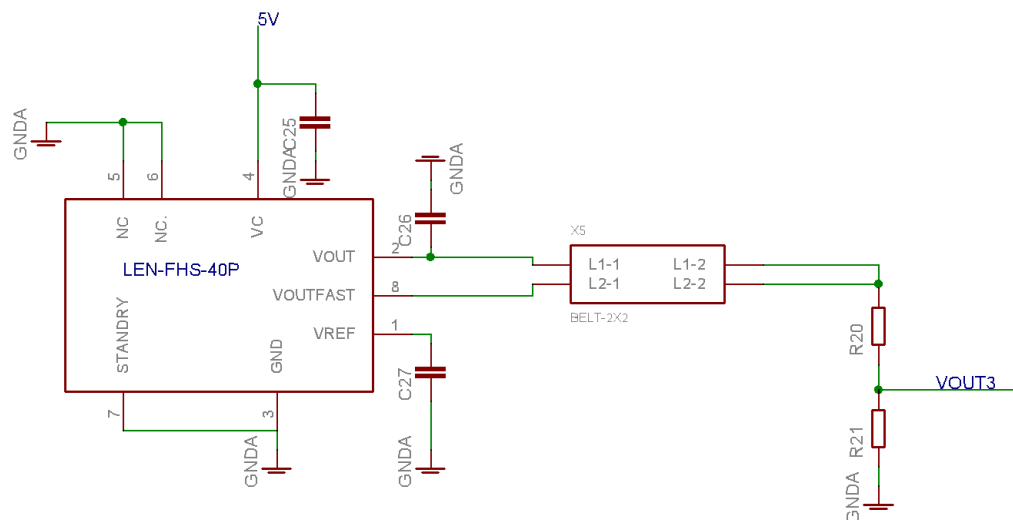 5V
GNDA
C25
GNDA
5
6
4
NC
NC.
VC
GNDA
C26
2
VOUT
LEN-FHS-40P
VOUTFAST
8
VREF
1
STANDRY
GND
7
3
GNDA
C27
GNDA
X5
L1-1
L1-2
L2-1
L2-2
BELT-2X2
R20
VOUT3
R21
GNDA